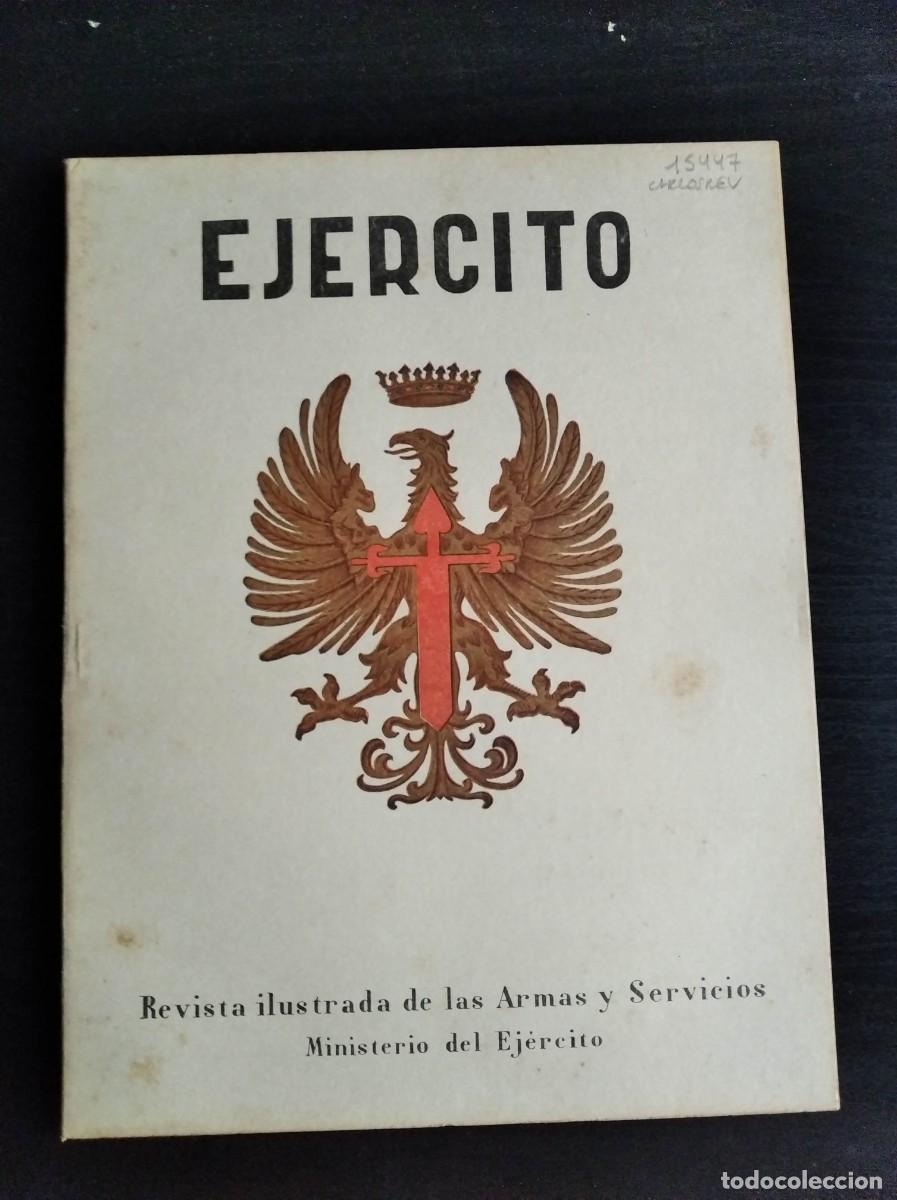 15447
CARLOSREV
EJERCITO
Revista ilustrada de las Armas y Servicios
Ministerio del Ejército
todocoleccion